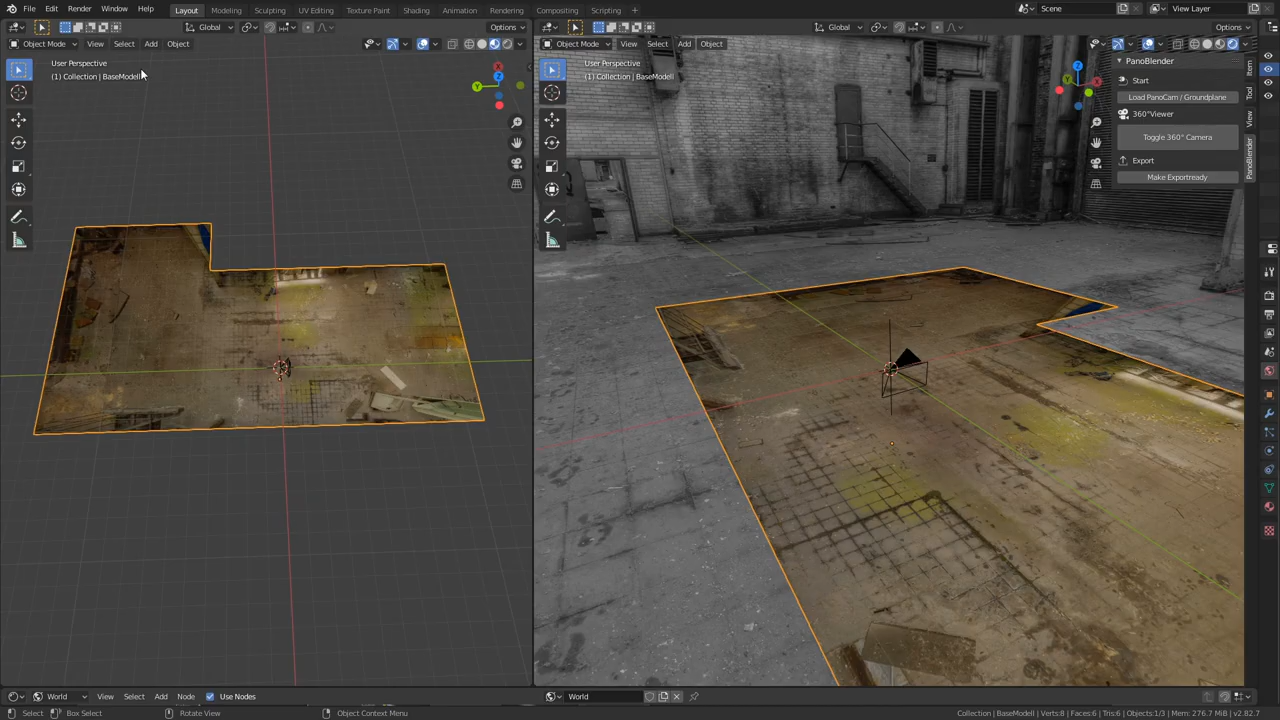 File Edit Render Window Help
Layout Modeling Sculpting UV Editing Texture Paint Shading Animation Rendering Compositing Scripting +
Scene
View Layer
Global
Options
Global
Options
Object Mode View Select Add Object
Object Mode View Select Add Object
User Perspective
(1) Collection | BaseModell
User Perspective
(1) Collection | BaseModell
Z
Y
X
PanoBlender
Start
Load PanoCam / Groundplane
360°Viewer
Toggle 360° Camera
Export
Make Exportready
Item
Tool
View
PanoBlender
World View Select Add Node Use Nodes
World
Select Box Select Rotate View Object Context Menu
Collection | BaseModell | Verts:8 | Faces:6 | Tris:6 | Objects:1/3 | Mem: 276.7 MiB | v2.82.7